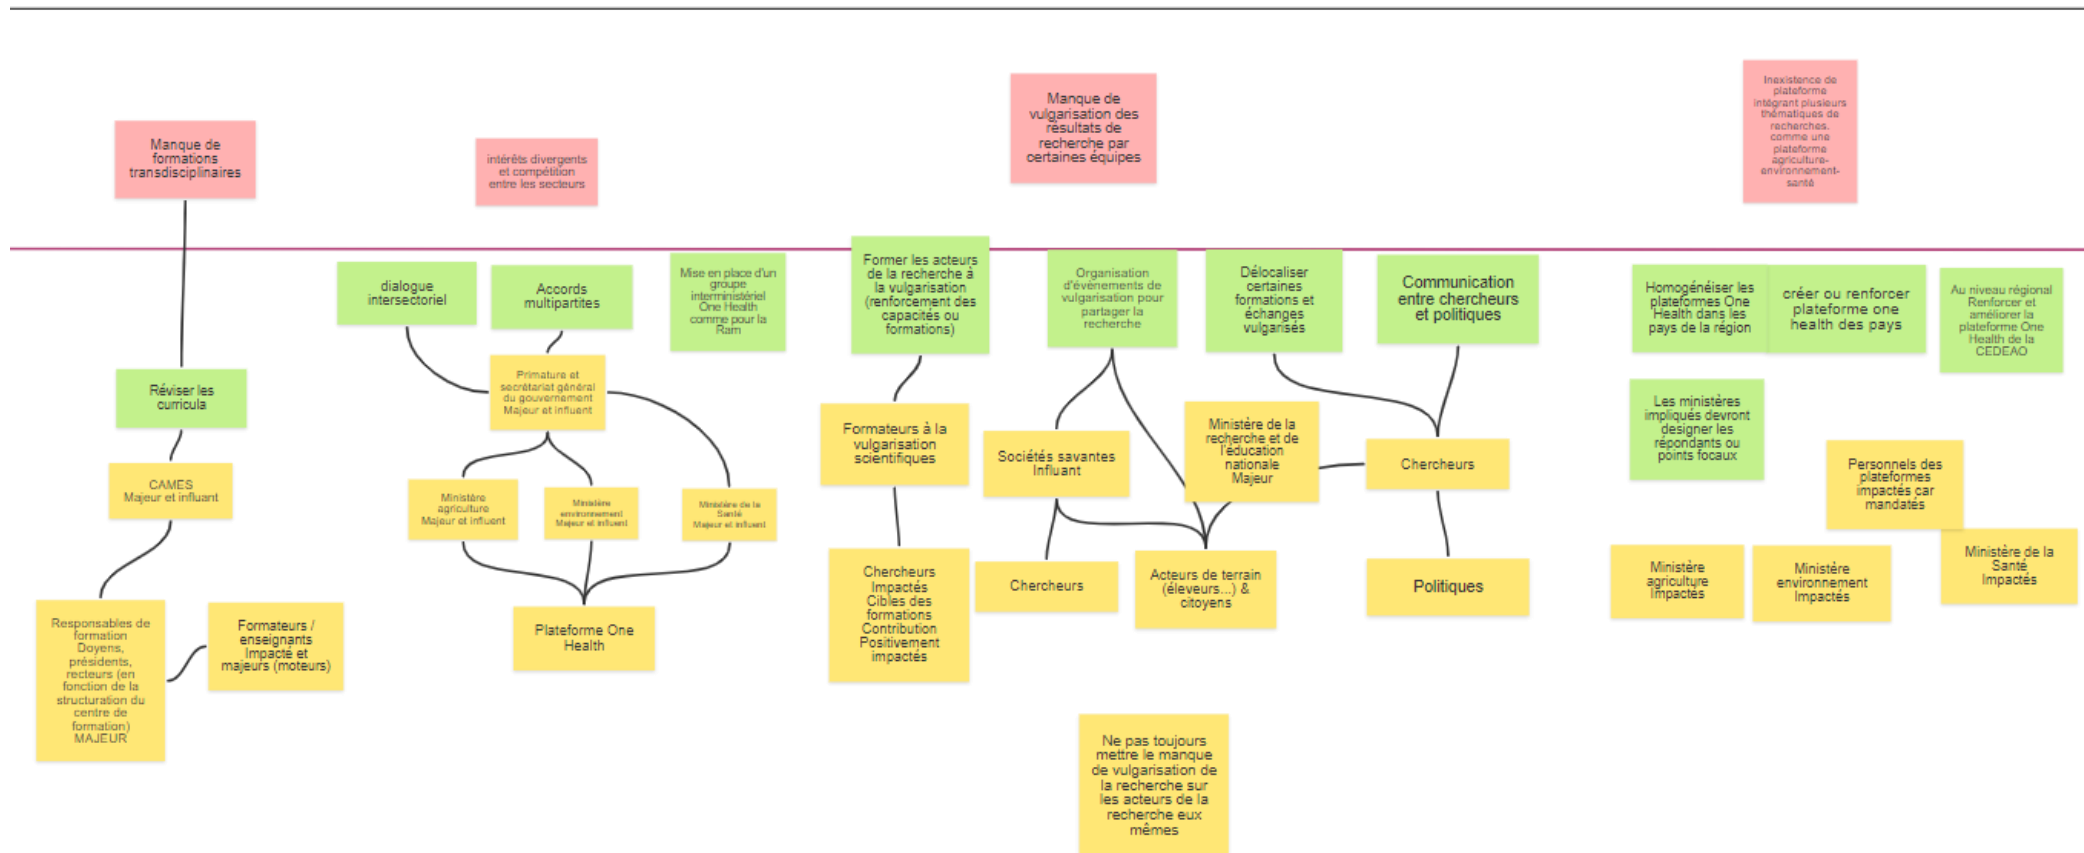 Manque de
formations
transdisciplinaires
intérêts divergents
et compétition
entre les secteurs
Manque de
vulgarisation des
résultats de
recherche par
certaines équipes
Inexistence de
plateforme
intégrant plusieurs
thématiques de
recherches.
comme une
plateforme
agriculture-
environnement-
santé
Réviser les
curricula
CAMES
Majeur et influant
Responsables de
formation
Doyens,
présidents,
recteurs (en
fonction de la
structuration du
centre de
formation)
MAJEUR
Formateurs /
enseignants
Impacté et
majeurs (moteurs)
dialogue
intersectoriel
Accords
multipartites
Mise en place d'un
groupe
interministériel
One Health
comme pour la
Ram
Primature et
secrétariat général
du gouvernement
Majeur et influent
Ministère
agriculture
Majeur et influent
Ministère
environnement
Majeur et influent
Ministère de la
Santé
Majeur et influent
Plateforme One
Health
Former les acteurs
de la recherche à
la vulgarisation
(renforcement des
capacités ou
formations)
Organisation
d'événements de
vulgarisation pour
partager la
recherche
Délocaliser
certaines
formations et
échanges
vulgarisés
Communication
entre chercheurs
et politiques
Formateurs à la
vulgarisation
scientifiques
Sociétés savantes
Influant
Ministère de la
recherche et de
l'éducation
nationale
Majeur
Chercheurs
Chercheurs
Impactés
Cibles des
formations
Contribution
Positivement
impactés
Chercheurs
Acteurs de terrain
(éleveurs...) &
citoyens
Politiques
Ne pas toujours
mettre le manque
de vulgarisation de
la recherche sur
les acteurs de la
recherche eux
mêmes
Homogénéiser les
plateformes One
Health dans les
pays de la région
créer ou renforcer
plateforme one
health des pays
Au niveau régional
Renforcer et
améliorer la
plateforme One
Health de la
CEDEAO
Les ministères
impliqués devront
designer les
répondants ou
points focaux
Personnels des
plateformes
impactés car
mandatés
Ministère
agriculture
Impactés
Ministère
environnement
Impactés
Ministère de la
Santé
Impactés